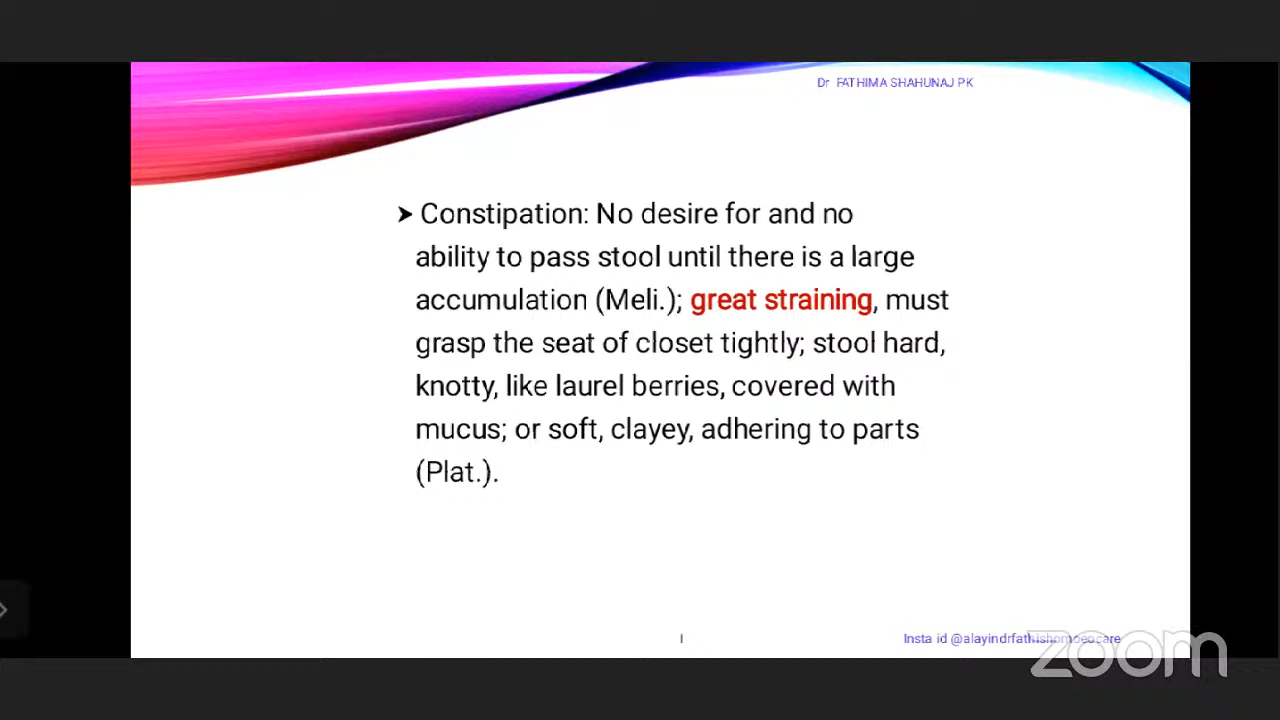 Dr FATHIMA SHAHUNAJ PK
➤ Constipation: No desire for and no
ability to pass stool until there is a large
accumulation (Meli.); great straining, must
grasp the seat of closet tightly; stool hard,
knotty, like laurel berries, covered with
mucus; or soft, clayey, adhering to parts
(Plat.).
I
Insta id @alayindrfathishomoeocare
zoom